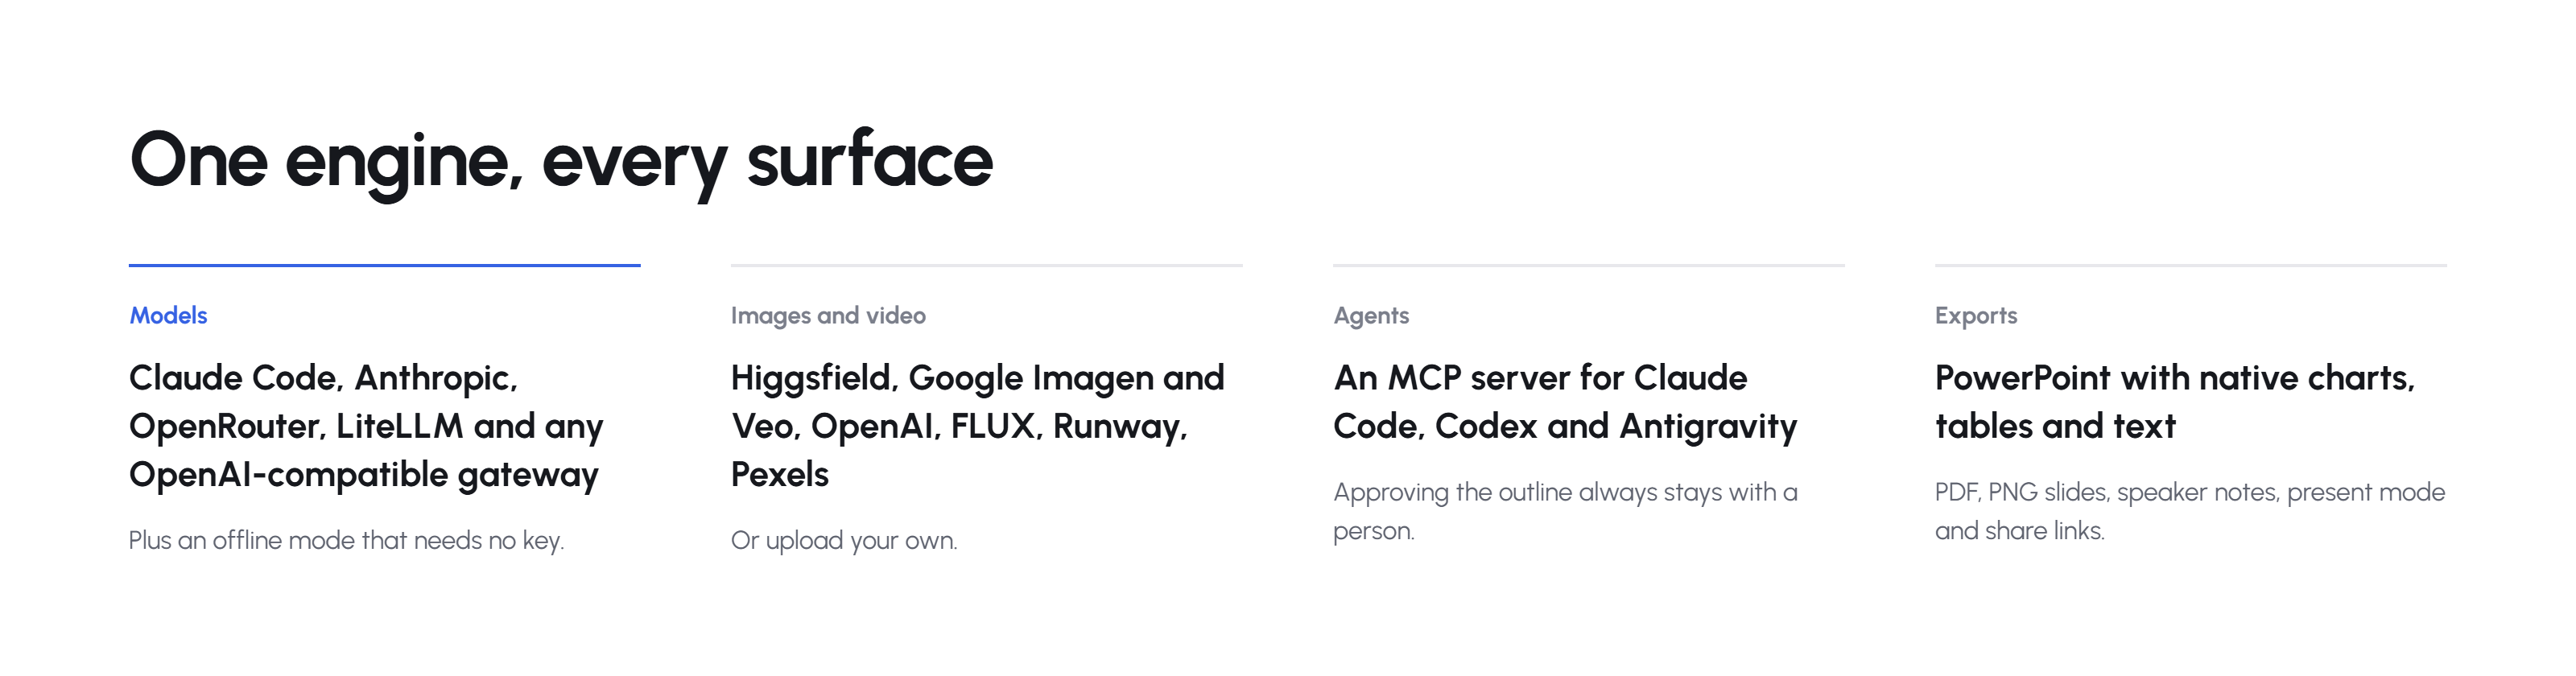 One engine, every surface
Models
Claude Code, Anthropic,
OpenRouter, LiteLLM and any
OpenAI-compatible gateway
Plus an offline mode that needs no key.
Images and video
Higgsfield, Google Imagen and
Veo, OpenAI, FLUX, Runway,
Pexels
Or upload your own.
Agents
An MCP server for Claude
Code, Codex and Antigravity
Approving the outline always stays with a
person.
Exports
PowerPoint with native charts,
tables and text
PDF, PNG slides, speaker notes, present mode
and share links.